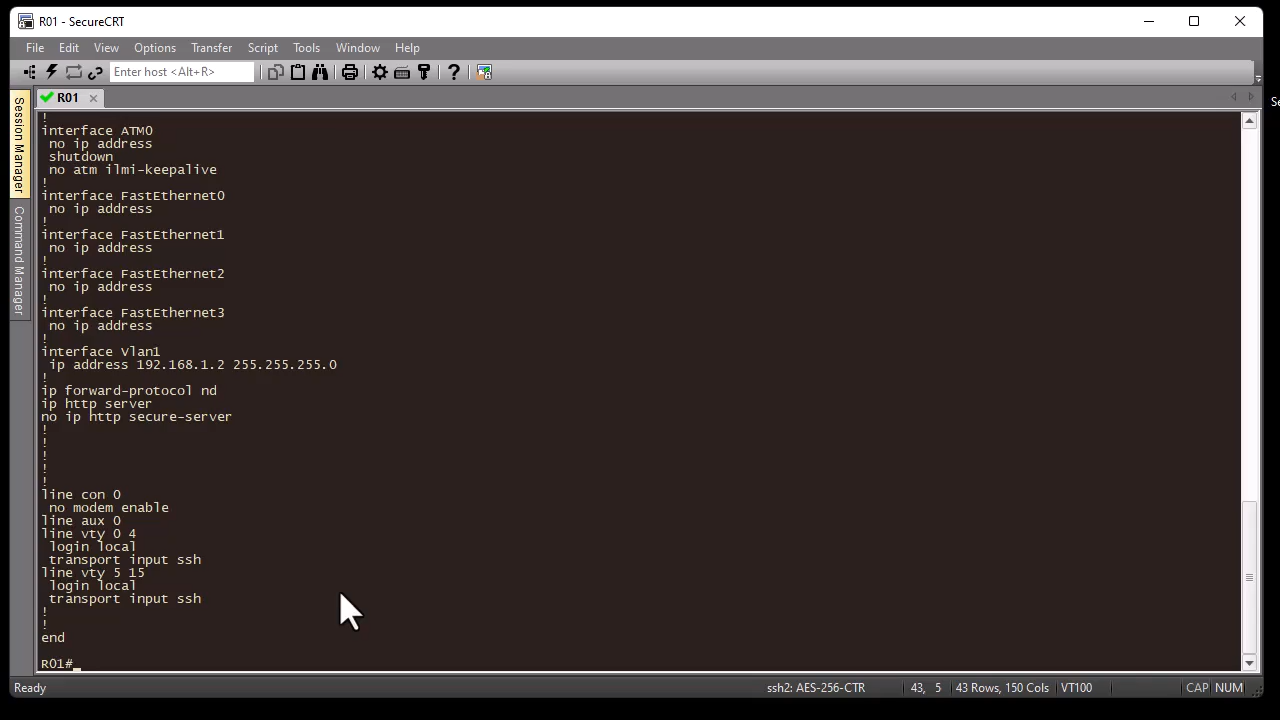 R01 - SecureCRT
File Edit View Options Transfer Script Tools Window Help
Enter host <Alt+R>
R01
Session Manager
Command Manager
!
interface ATM0
 no ip address
 shutdown
 no atm ilmi-keepalive
!
interface FastEthernet0
 no ip address
!
interface FastEthernet1
 no ip address
!
interface FastEthernet2
 no ip address
!
interface FastEthernet3
 no ip address
!
interface Vlan1
 ip address 192.168.1.2 255.255.255.0
!
ip forward-protocol nd
ip http server
no ip http secure-server
!
!
!
!
!
line con 0
 no modem enable
line aux 0
line vty 0 4
 login local
 transport input ssh
line vty 5 15
 login local
 transport input ssh
!
!
end
R01#_
Ready ssh2: AES-256-CTR 43, 5 43 Rows, 150 Cols VT100 CAP NUM